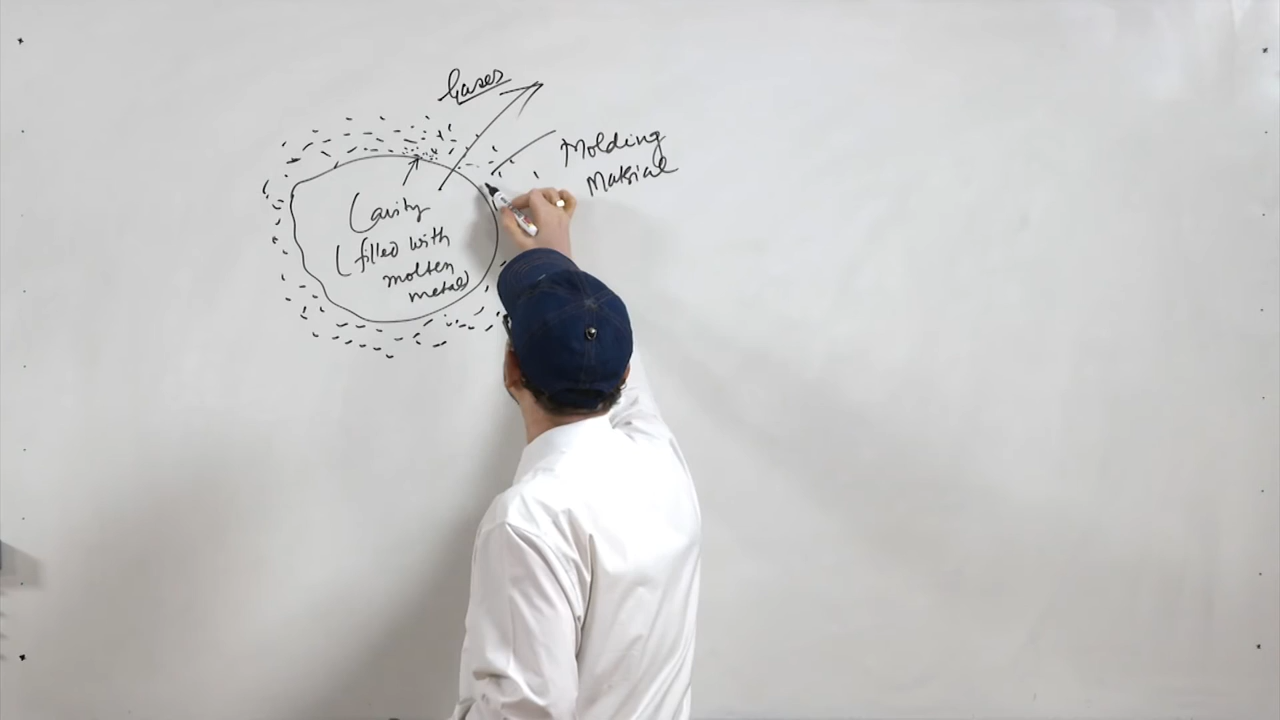 Gases
Molding
Material
Cavity
(filled with
molten
metal)